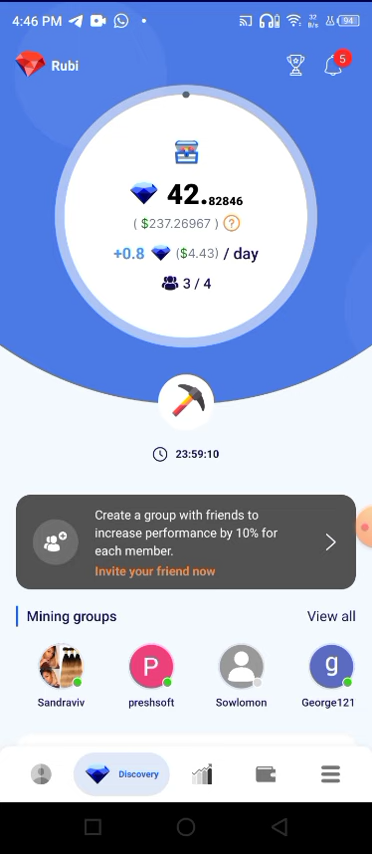 4:46 PM
32 B/s
94
Rubi
5
42.82846
( $237.26967 ) ?
+0.8 ($4.43) / day
3 / 4
23:59:10
Create a group with friends to
increase performance by 10% for
each member.
Invite your friend now
Mining groups
View all
P
g
Sandraviv
preshsoft
Sowlomon
George121
Discovery